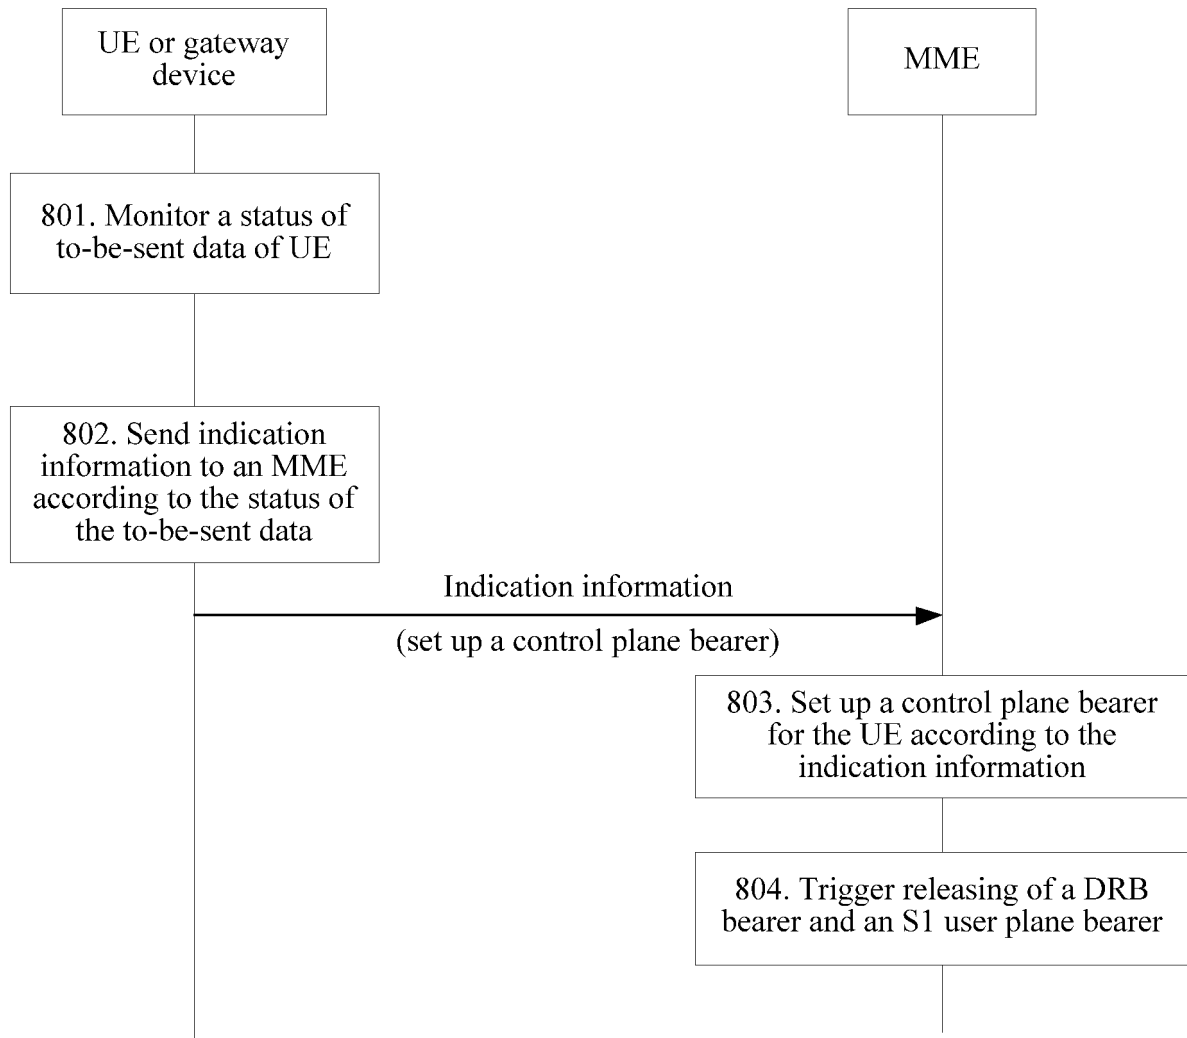 UE or gateway
device
MME
801. Monitor a status of
to-be-sent data of UE
802. Send indication
information to an MME
according to the status of
the to-be-sent data
Indication information
(set up a control plane bearer)
803. Set up a control plane bearer
for the UE according to the
indication information
804. Trigger releasing of a DRB
bearer and an S1 user plane bearer